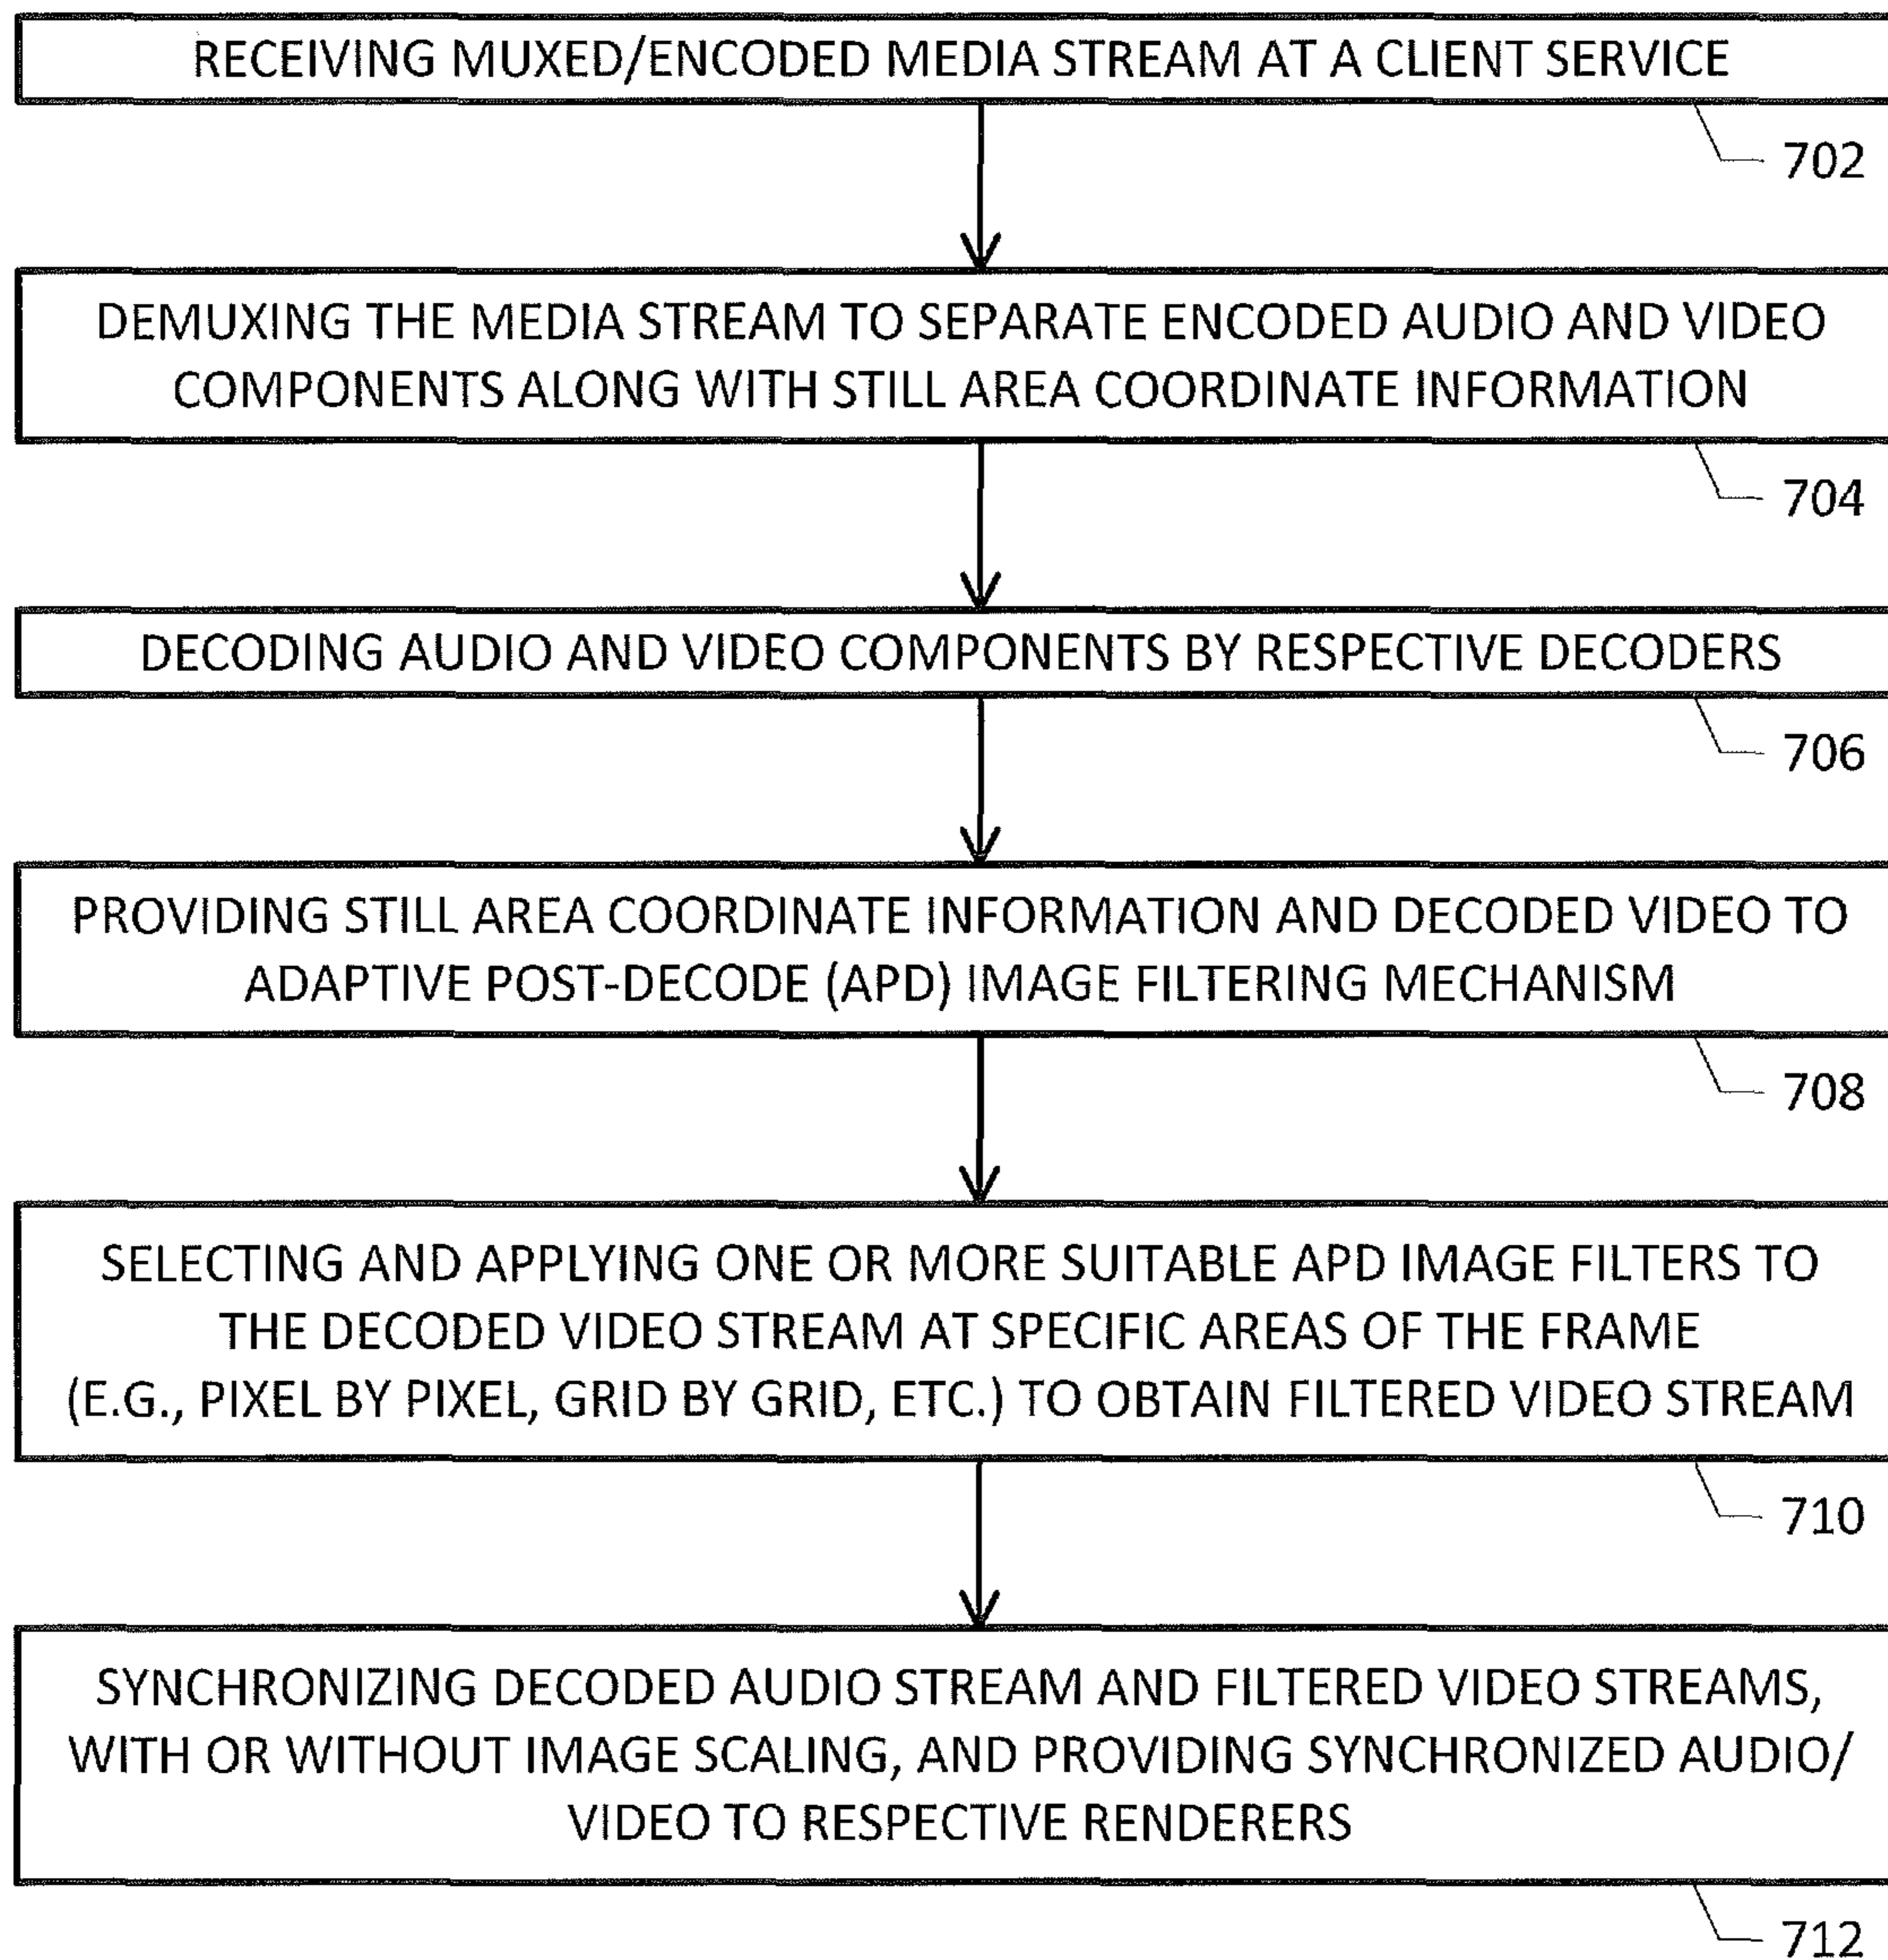 RECEIVING MUXED/ENCODED MEDIA STREAM AT A CLIENT SERVICE
702
DEMUXING THE MEDIA STREAM TO SEPARATE ENCODED AUDIO AND VIDEO
COMPONENTS ALONG WITH STILL AREA COORDINATE INFORMATION
704
DECODING AUDIO AND VIDEO COMPONENTS BY RESPECTIVE DECODERS
706
PROVIDING STILL AREA COORDINATE INFORMATION AND DECODED VIDEO TO
ADAPTIVE POST-DECODE (APD) IMAGE FILTERING MECHANISM
708
SELECTING AND APPLYING ONE OR MORE SUITABLE APD IMAGE FILTERS TO
THE DECODED VIDEO STREAM AT SPECIFIC AREAS OF THE FRAME
(E.G., PIXEL BY PIXEL, GRID BY GRID, ETC.) TO OBTAIN FILTERED VIDEO STREAM
710
SYNCHRONIZING DECODED AUDIO STREAM AND FILTERED VIDEO STREAMS,
WITH OR WITHOUT IMAGE SCALING, AND PROVIDING SYNCHRONIZED AUDIO/
VIDEO TO RESPECTIVE RENDERERS
712